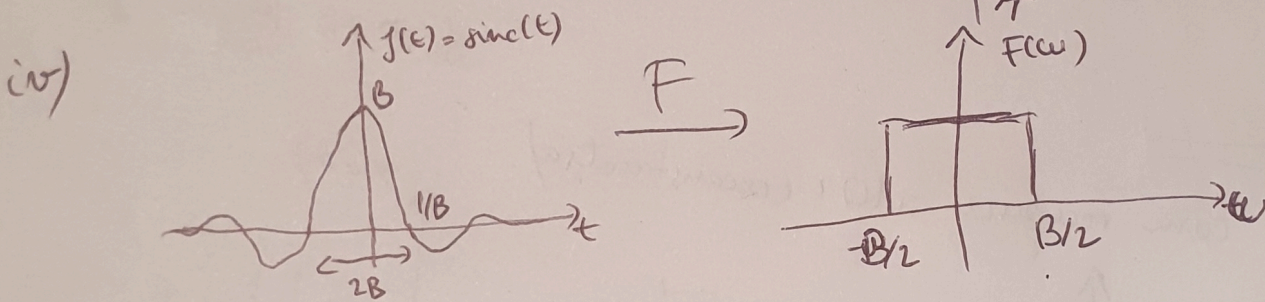 iv)
f(t) = sinc(t)
B
1/B
t
2B
F
F(ω)
-B/2
B/2
ω